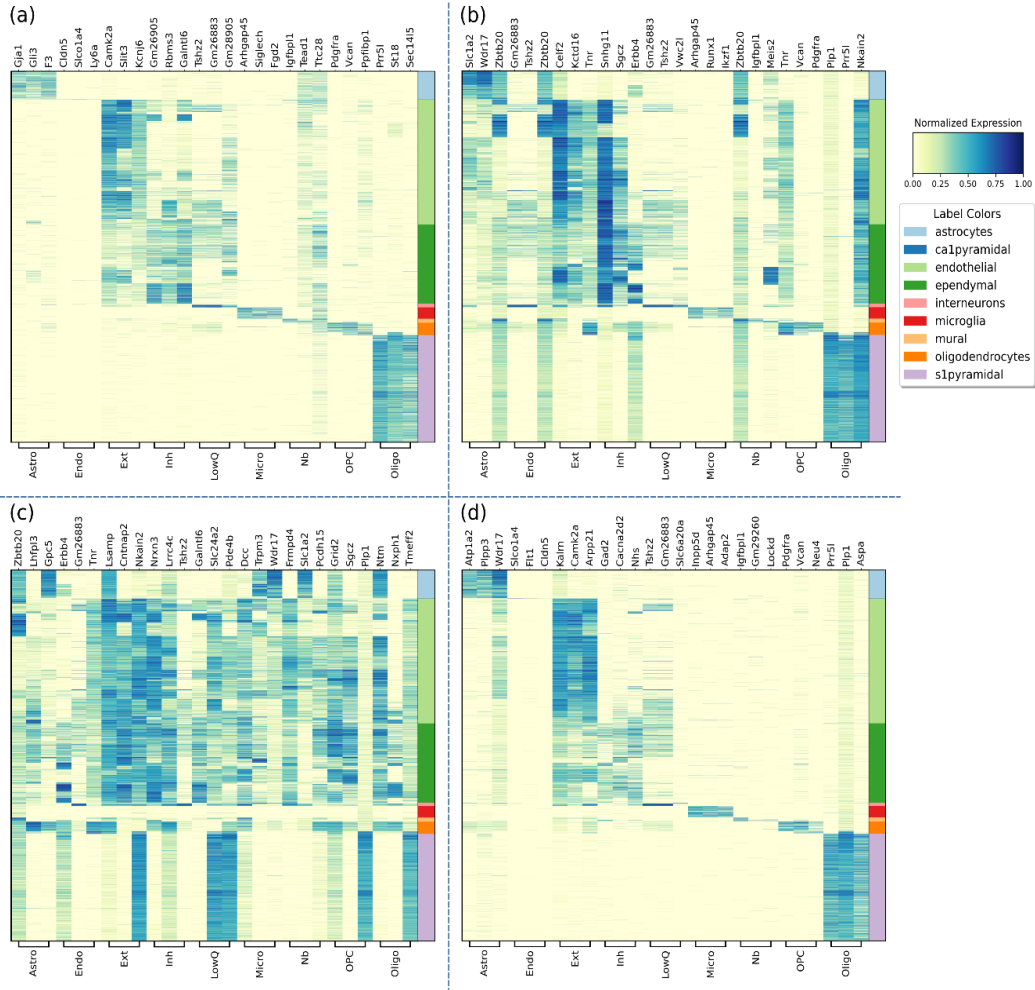 (a)
Gja1
Gli3
F3
Cldn5
Slco1a4
Ly6a
Camk2a
Slit3
Kcnj6
Gm26905
Rbms3
Galntl6
Tshz2
Gm26883
Gm28905
Arhgap45
Siglech
Fgd2
Igfbpl1
Tead1
Ttc28
Pdgfra
Vcan
Ppfibp1
Prr5l
St18
Sec14l5
Astro
Endo
Ext
Inh
LowQ
Micro
Nb
OPC
Oligo
(b)
Slc1a2
Wdr17
Zbtb20
Gm26883
Tshz2
Zbtb20
Celf2
Kctd16
Tnr
Snhg11
Sgcz
Erbb4
Gm26883
Tshz2
Vwc2l
Arhgap45
Runx1
Ikzf1
Zbtb20
Igfbpl1
Meis2
Tnr
Vcan
Pdgfra
Plp1
Prr5l
Nkain2
Astro
Endo
Ext
Inh
LowQ
Micro
Nb
OPC
Oligo
Normalized Expression
0.00 0.25 0.50 0.75 1.00
Label Colors
astrocytes
ca1pyramidal
endothelial
ependymal
interneurons
microglia
mural
oligodendrocytes
s1pyramidal
(c)
Zbtb20
Lhfpl3
Gpc5
Erbb4
Gm26883
Tnr
Lsamp
Cntnap2
Nkain2
Nrxn3
Lrrc4c
Tshz2
Galntl6
Slc24a2
Pde4b
Dcc
Trpm3
Wdr17
Frmpd4
Slc1a2
Pcdh15
Grid2
Sgcz
Plp1
Ntm
Nxph1
Tmeff2
Astro
Endo
Ext
Inh
LowQ
Micro
Nb
OPC
Oligo
(d)
Atp1a2
Plpp3
Wdr17
Slco1a4
Flt1
Cldn5
Kalrn
Camk2a
Arpp21
Gad2
Cacna2d2
Nhs
Tshz2
Gm26883
Slc6a20a
Inpp5d
Arhgap45
Adap2
Igfbpl1
Gm29260
Lockd
Pdgfra
Vcan
Neu4
Prr5l
Plp1
Aspa
Astro
Endo
Ext
Inh
LowQ
Micro
Nb
OPC
Oligo